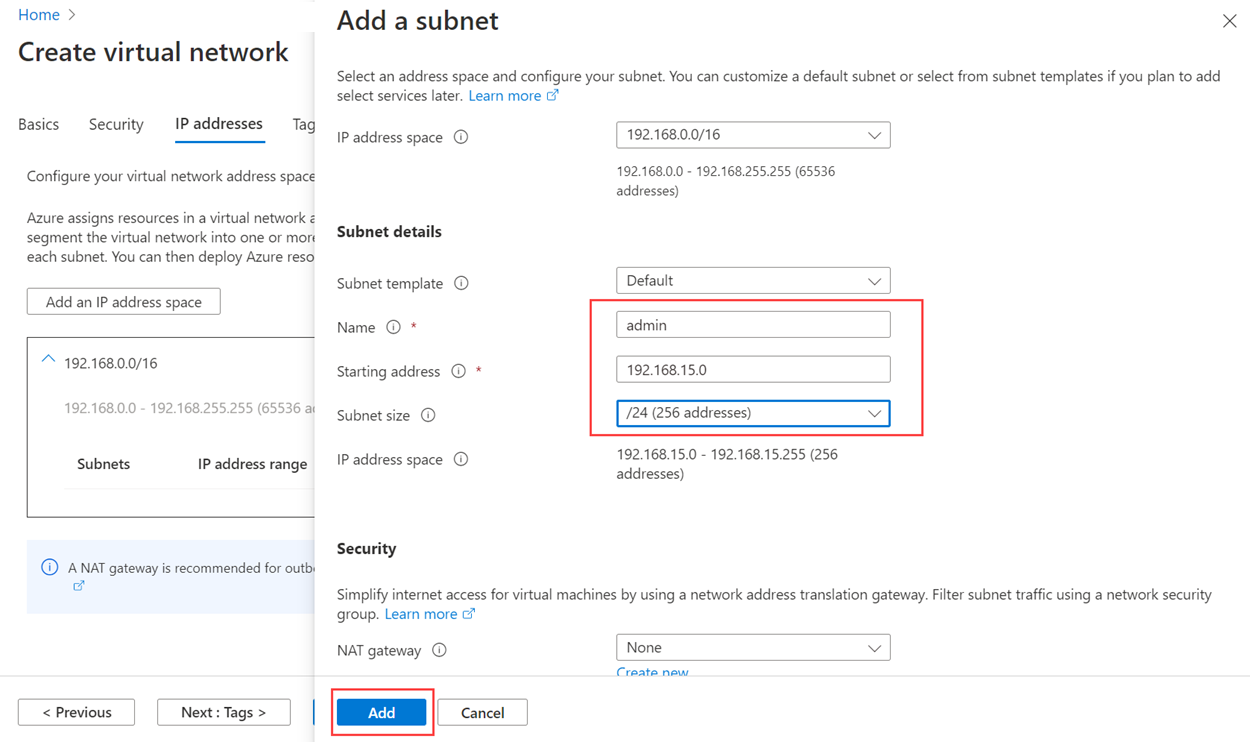 Home >
Create virtual network
Basics Security IP addresses Tag
Configure your virtual network address space
Azure assigns resources in a virtual network a
segment the virtual network into one or more
each subnet. You can then deploy Azure reso
Add an IP address space
192.168.0.0/16
192.168.0.0 - 192.168.255.255 (65536 ad
Subnets IP address range
A NAT gateway is recommended for outbo
< Previous
Next : Tags >
Add a subnet
Select an address space and configure your subnet. You can customize a default subnet or select from subnet templates if you plan to add
select services later. Learn more
IP address space 192.168.0.0/16
192.168.0.0 - 192.168.255.255 (65536
addresses)
Subnet details
Subnet template Default
Name * admin
Starting address * 192.168.15.0
Subnet size /24 (256 addresses)
IP address space 192.168.15.0 - 192.168.15.255 (256
addresses)
Security
Simplify internet access for virtual machines by using a network address translation gateway. Filter subnet traffic using a network security
group. Learn more
NAT gateway None
Create new
Add
Cancel